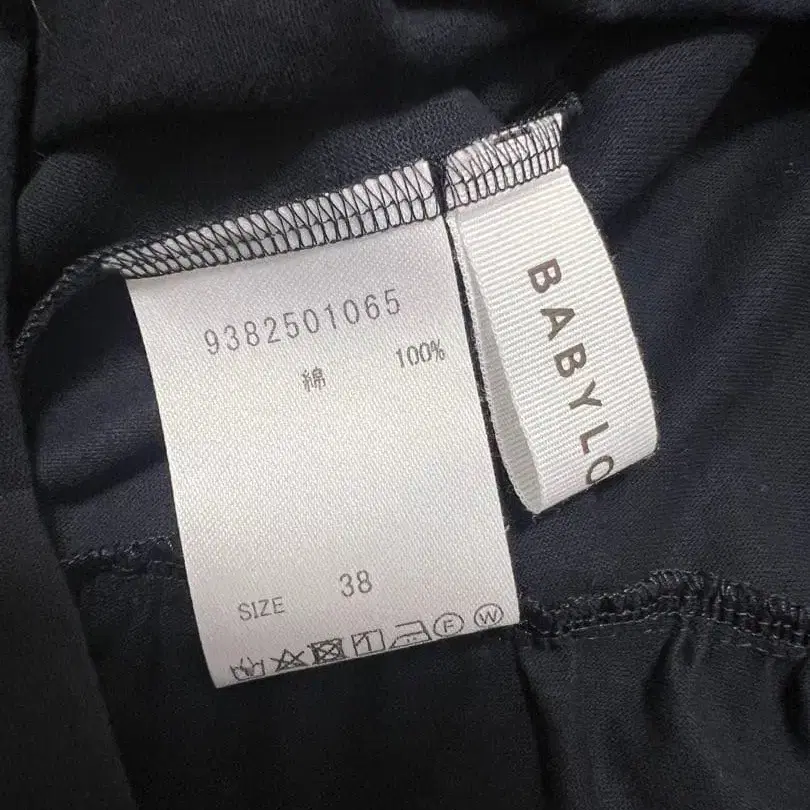 9382501065
綿 100%
SIZE 38
F W
BABYLO